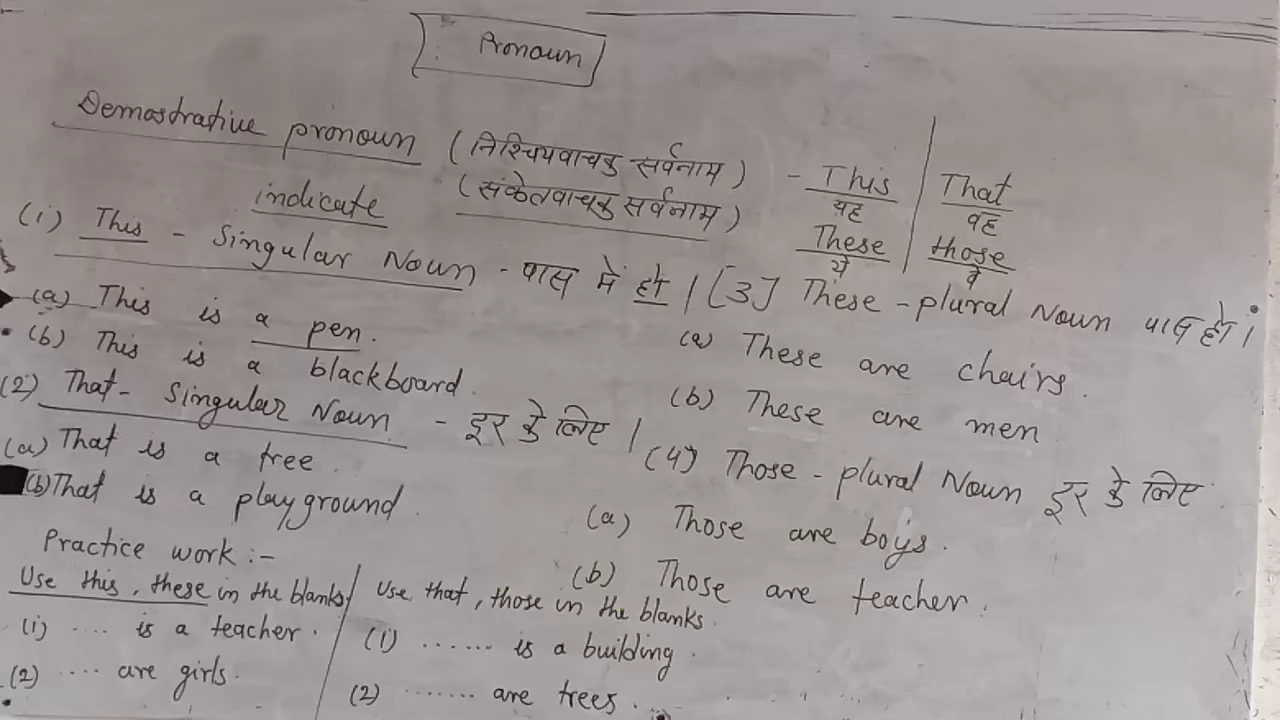 Pronoun
Demostrative pronoun (निश्चियवाचक सर्वनाम) - This | That
(संकेतवाचक सर्वनाम) यह | वह
indicate These | those
ये | वे
(i) This - Singular Noun - पास में हो |
(a) This is a pen.
(b) This is a blackboard.
(2) That - Singular Noun - दूर के लिए |
(a) That is a tree.
(b) That is a playground.
[3] These - plural Noun पास हो।
(a) These are chairs.
(b) These are men
(4) Those - plural Noun दूर के लिए
(a) Those are boys.
(b) Those are teacher.
Practice work :-
Use this, these in the blanks
(i) .... is a teacher.
(2) .... are girls.
Use that, those in the blanks.
(1) ...... is a building.
(2) ....... are trees.